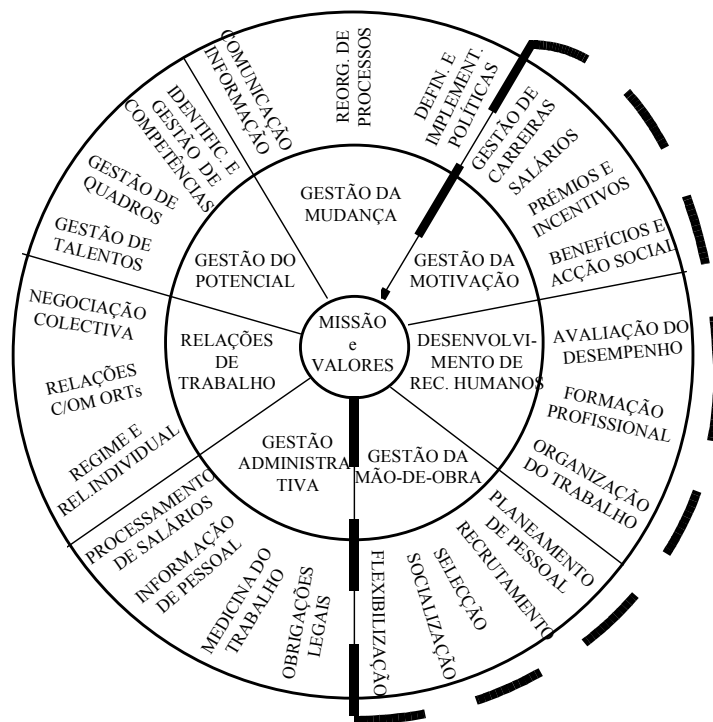 COMUNICAÇÃO
INFORMAÇÃO
REORG. DE
PROCESSOS
DEFIN. E
IMPLEMENT.
POLÍTICAS
GESTÃO DE
CARREIRAS
SALÁRIOS
PRÉMIOS E
INCENTIVOS
BENEFÍCIOS E
ACÇÃO SOCIAL
AVALIAÇÃO DO
DESEMPENHO
FORMAÇÃO
PROFISSIONAL
ORGANIZAÇÃO
DO TRABALHO
PLANEAMENTO
DE PESSOAL
RECRUTAMENTO
SELECÇÃO
SOCIALIZAÇÃO
FLEXIBILIZAÇÃO
OBRIGAÇÕES
LEGAIS
MEDICINA DO
TRABALHO
INFORMAÇÃO
DE PESSOAL
PROCESSAMENTO
DE SALÁRIOS
REGIME E
REL.INDIVIDUAL
RELAÇÕES
C/OM ORTs
NEGOCIAÇÃO
COLECTIVA
GESTÃO DE
TALENTOS
GESTÃO DE
QUADROS
IDENTIFIC. E
GESTÃO DE
COMPETÊNCIAS
GESTÃO DA
MUDANÇA
GESTÃO DA
MOTIVAÇÃO
DESENVOLVI-
MENTO DE
REC. HUMANOS
GESTÃO DA
MÃO-DE-OBRA
GESTÃO
ADMINISTRA
TIVA
RELAÇÕES
DE
TRABALHO
GESTÃO DO
POTENCIAL
MISSÃO
e
VALORES